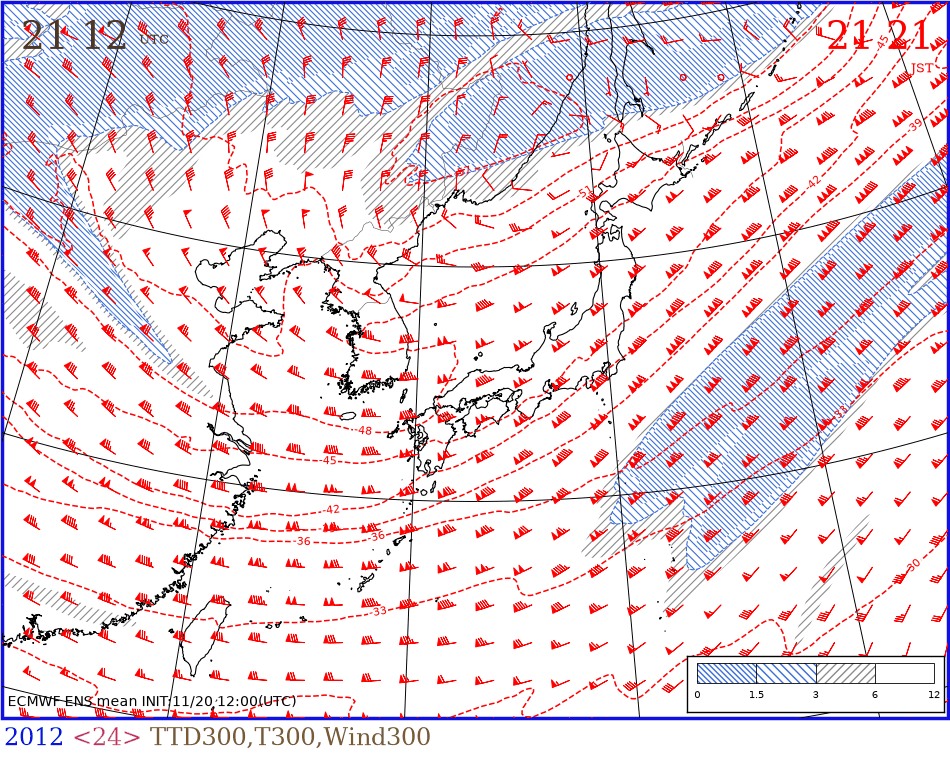 21 12 UTC
21 21
JST
-45
-39
-42
-51
-33
-48
-45
-42
-36
-36
-30
-33
0 1.5 3 6 12
ECMWF ENS mean INIT:11/20 12:00(UTC)
2012 <24> TTD300,T300,Wind300